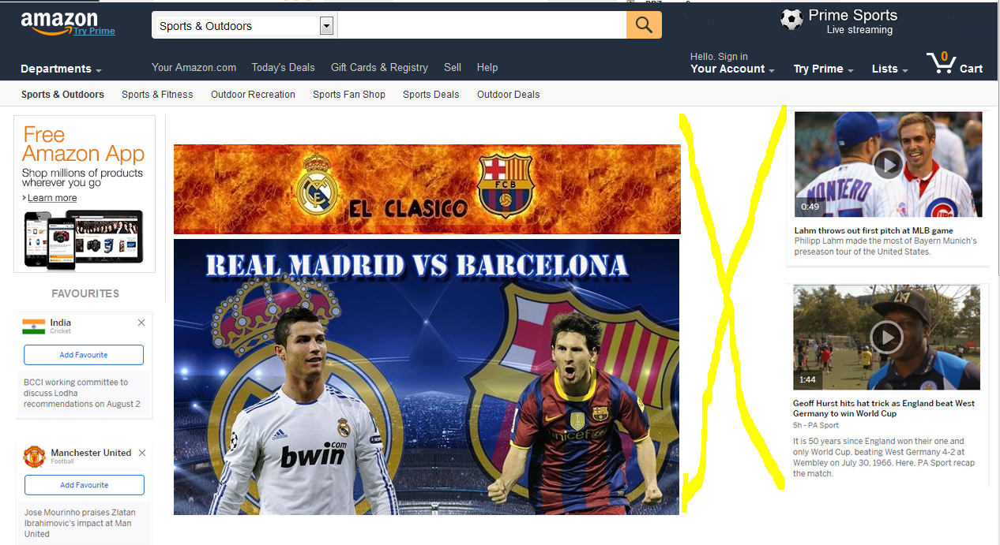 amazon
Try Prime
Sports & Outdoors
Prime Sports
Live streaming
Departments
Your Amazon.com
Today's Deals
Gift Cards & Registry
Sell
Help
Hello. Sign in
Your Account
Try Prime
Lists
0
Cart
Sports & Outdoors
Sports & Fitness
Outdoor Recreation
Sports Fan Shop
Sports Deals
Outdoor Deals
Free
Amazon App
Shop millions of products
wherever you go
Learn more
FAVOURITES
India
Cricket
Add Favourite
BCCI working committee to
discuss Lodha
recommendations on August 2
Manchester United
Football
Add Favourite
Jose Mourinho praises Zlatan
Ibrahimovic's impact at Man
United
FCB
EL CLASICO
REAL MADRID VS BARCELONA
adidas
bwin.com
unicef
MONTERO
CUBS
0:49
Lahm throws out first pitch at MLB game
Philipp Lahm made the most of Bayern Munich's
preseason tour of the United States.
1:44
Geoff Hurst hits hat trick as England beat West
Germany to win World Cup
5h - PA Sport
It is 50 years since England won their one and
only World Cup, beating West Germany 4-2 at
Wembley on July 30, 1966. Here, PA Sport recap
the match.